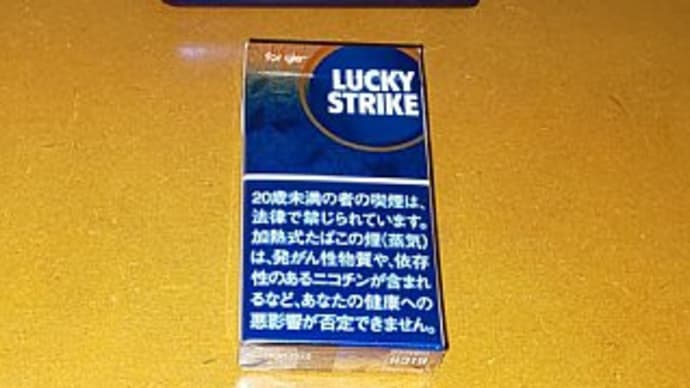 for glo™
LUCKY
STRIKE
20歳未満の者の喫煙は、
法律で禁じられています。
加熱式たばこの煙(蒸気)
は、発がん性物質や、依存
性のあるニコチンが含まれ
るなど、あなたの健康への
悪影響が否定できません。